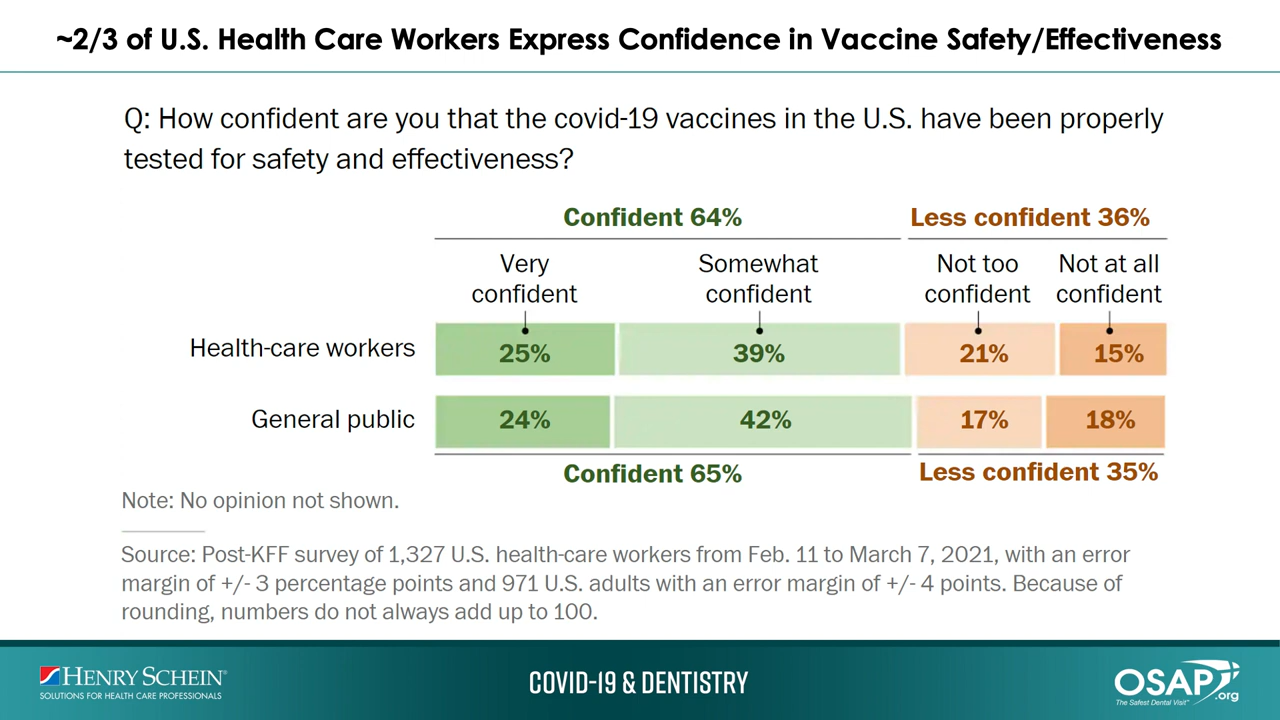 ~2/3 of U.S. Health Care Workers Express Confidence in Vaccine Safety/Effectiveness
Q: How confident are you that the covid-19 vaccines in the U.S. have been properly
tested for safety and effectiveness?
Confident 64%
Less confident 36%
Very
confident
Somewhat
confident
Not too
confident
Not at all
confident
Health-care workers
25%
39%
21%
15%
General public
24%
42%
17%
18%
Confident 65%
Less confident 35%
Note: No opinion not shown.
Source: Post-KFF survey of 1,327 U.S. health-care workers from Feb. 11 to March 7, 2021, with an error
margin of +/- 3 percentage points and 971 U.S. adults with an error margin of +/- 4 points. Because of
rounding, numbers do not always add up to 100.
HENRY SCHEIN®
SOLUTIONS FOR HEALTH CARE PROFESSIONALS
COVID-19 & DENTISTRY
OSAP.org
The Safest Dental Visit™